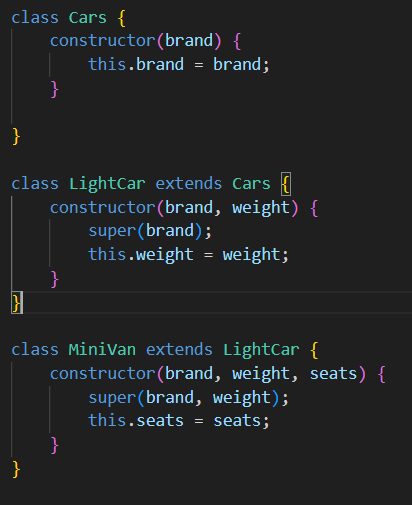 class Cars {
    constructor(brand) {
        this.brand = brand;
    }

}

class LightCar extends Cars {
    constructor(brand, weight) {
        super(brand);
        this.weight = weight;
    }
}

class MiniVan extends LightCar {
    constructor(brand, weight, seats) {
        super(brand, weight);
        this.seats = seats;
    }
}